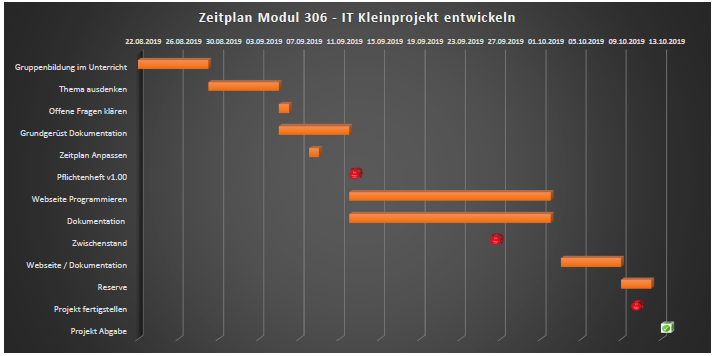 Zeitplan Modul 306 - IT Kleinprojekt entwickeln
22.08.2019 26.08.2019 30.08.2019 03.09.2019 07.09.2019 11.09.2019 15.09.2019 19.09.2019 23.09.2019 27.09.2019 01.10.2019 05.10.2019 09.10.2019 13.10.2019
Gruppenbildung im Unterricht
Thema ausdenken
Offene Fragen klären
Grundgerüst Dokumentation
Zeitplan Anpassen
Pflichtenheft v1.00
Webseite Programmieren
Dokumentation
Zwischenstand
Webseite / Dokumentation
Reserve
Projekt fertigstellen
Projekt Abgabe